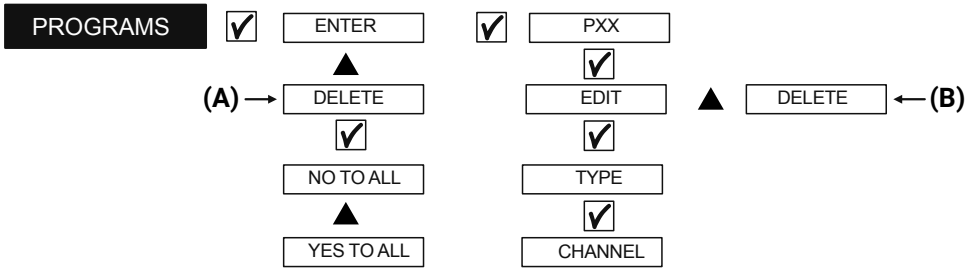 PROGRAMS ENTER PXX
(A) DELETE EDIT DELETE (B)
NO TO ALL TYPE
YES TO ALL CHANNEL